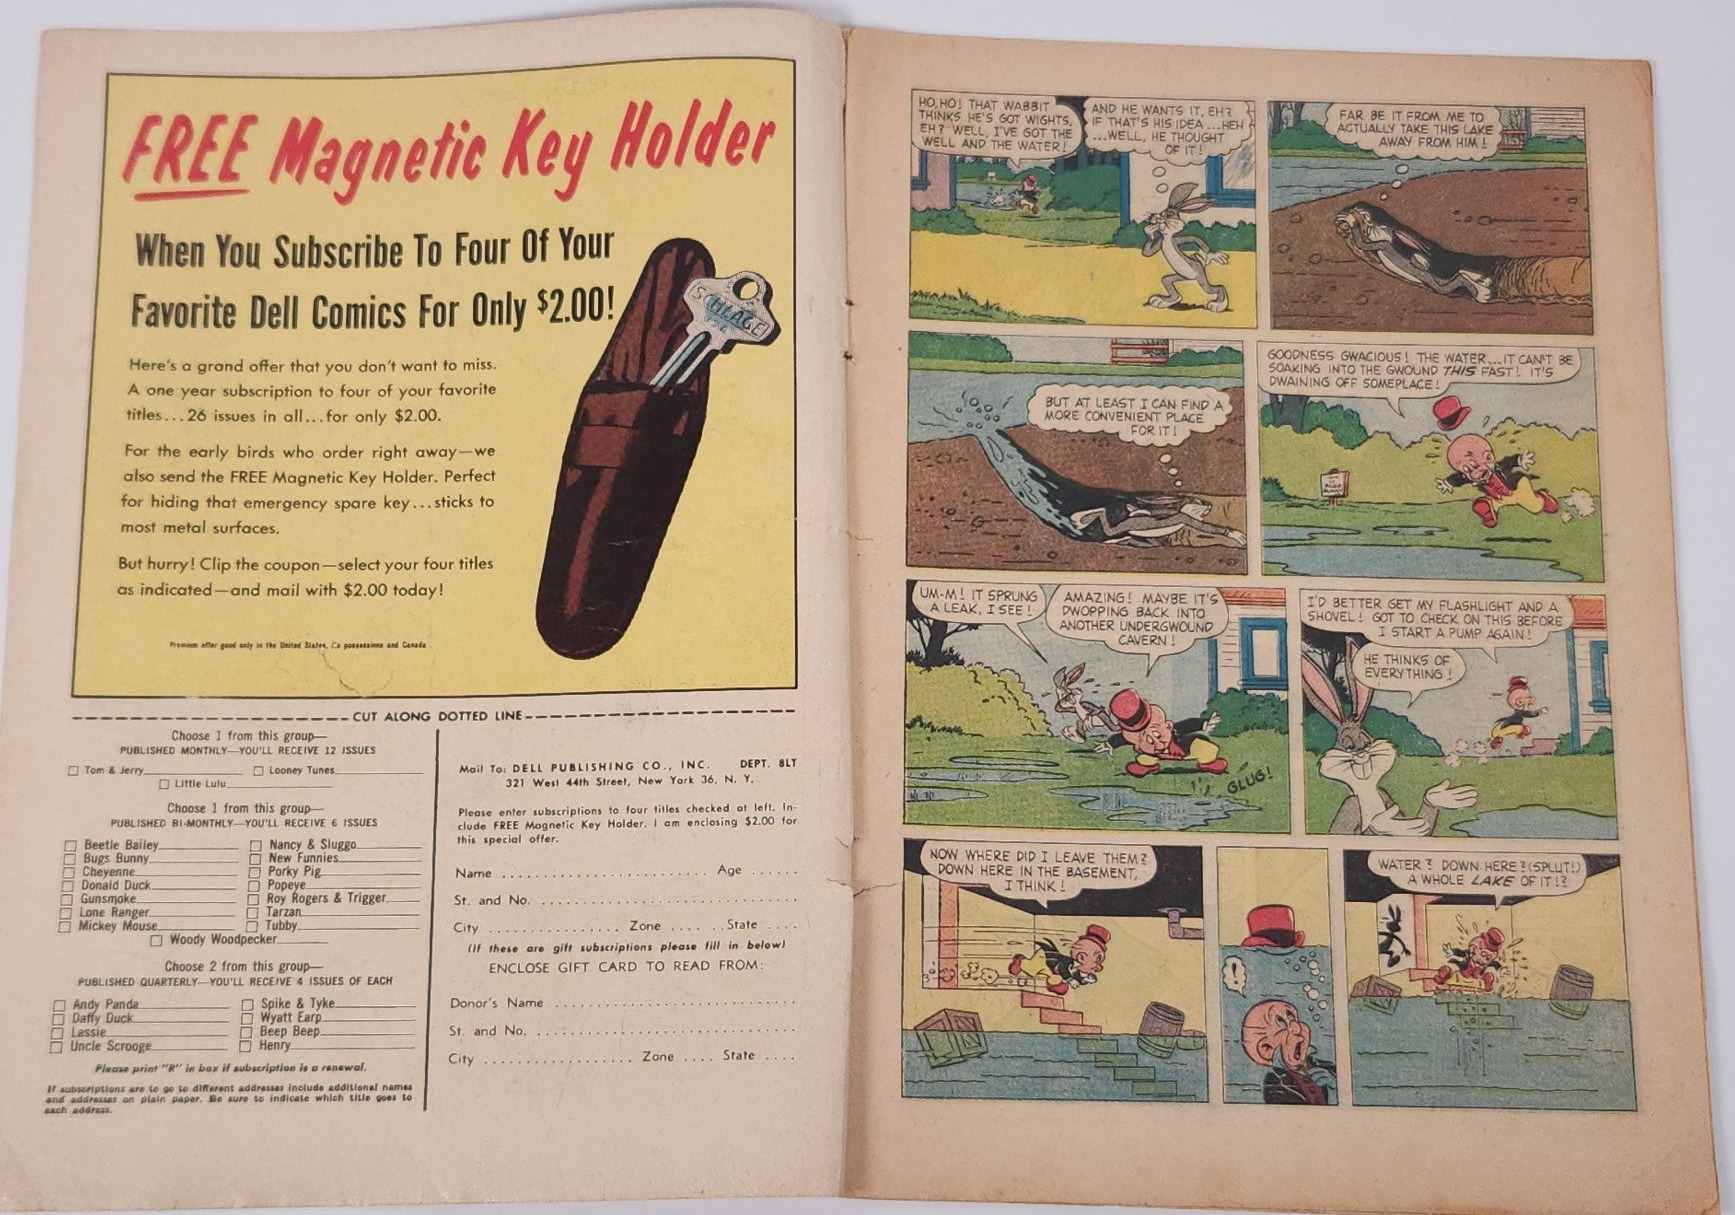 FREE Magnetic Key Holder
When You Subscribe To Four Of Your
Favorite Dell Comics For Only $2.00!
SCHLAGE
Here's a grand offer that you don't want to miss.
A one year subscription to four of your favorite
titles...26 issues in all...for only $2.00.
For the early birds who order right away—we
also send the FREE Magnetic Key Holder. Perfect
for hiding that emergency spare key...sticks to
most metal surfaces.
But hurry! Clip the coupon—select your four titles
as indicated—and mail with $2.00 today!
Premium offer good only in the United States, its possessions and Canada
CUT ALONG DOTTED LINE
Choose 1 from this group—
PUBLISHED MONTHLY—YOU'LL RECEIVE 12 ISSUES
Tom & Jerry
Looney Tunes
Little Lulu
Choose 1 from this group—
PUBLISHED BI-MONTHLY—YOU'LL RECEIVE 6 ISSUES
Beetle Bailey
Bugs Bunny
Cheyenne
Donald Duck
Gunsmoke
Lone Ranger
Mickey Mouse
Nancy & Sluggo
New Funnies
Porky Pig
Popeye
Roy Rogers & Trigger
Tarzan
Tubby
Woody Woodpecker
Choose 2 from this group—
PUBLISHED QUARTERLY—YOU'LL RECEIVE 4 ISSUES OF EACH
Andy Panda
Daffy Duck
Lassie
Uncle Scrooge
Spike & Tyke
Wyatt Earp
Beep Beep
Henry
Please print "R" in box if subscription is a renewal.
If subscriptions are to go to different addresses include additional names
and addresses on plain paper. Be sure to indicate which title goes to
each address.
Mail To: DELL PUBLISHING CO., INC. DEPT. 8LT
321 West 44th Street, New York 36, N. Y.
Please enter subscriptions to four titles checked at left. In-
clude FREE Magnetic Key Holder. I am enclosing $2.00 for
this special offer.
Name Age
St. and No.
City Zone State
(If these are gift subscriptions please fill in below)
ENCLOSE GIFT CARD TO READ FROM:
Donor's Name
St. and No.
City Zone State
HO, HO! THAT WABBIT
THINKS HE'S GOT WIGHTS,
EH? WELL, I'VE GOT THE
WELL AND THE WATER!
AND HE WANTS IT, EH?
IF THAT'S HIS IDEA...HEH
...WELL, HE THOUGHT
OF IT!
FAR BE IT FROM ME TO
ACTUALLY TAKE THIS LAKE
AWAY FROM HIM!
BUT AT LEAST I CAN FIND A
MORE CONVENIENT PLACE
FOR IT!
GOODNESS GWACIOUS! THE WATER...IT CAN'T BE
SOAKING INTO THE GWOUND THIS FAST! IT'S
DWAINING OFF SOMEPLACE!
UM-M! IT SPRUNG
A LEAK, I SEE!
AMAZING! MAYBE IT'S
DWOPPING BACK INTO
ANOTHER UNDERGWOUND
CAVERN!
GLUG!
I'D BETTER GET MY FLASHLIGHT AND A
SHOVEL! GOT TO CHECK ON THIS BEFORE
I START A PUMP AGAIN!
HE THINKS OF
EVERYTHING!
NOW WHERE DID I LEAVE THEM?
DOWN HERE IN THE BASEMENT,
I THINK!
!
WATER? DOWN HERE? (SPLUT!)
A WHOLE LAKE OF IT!?